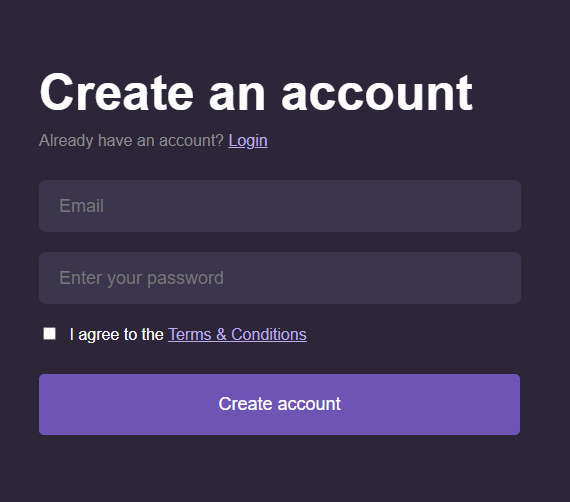 Create an account
Already have an account? Login
Email
Enter your password
I agree to the Terms & Conditions
Create account